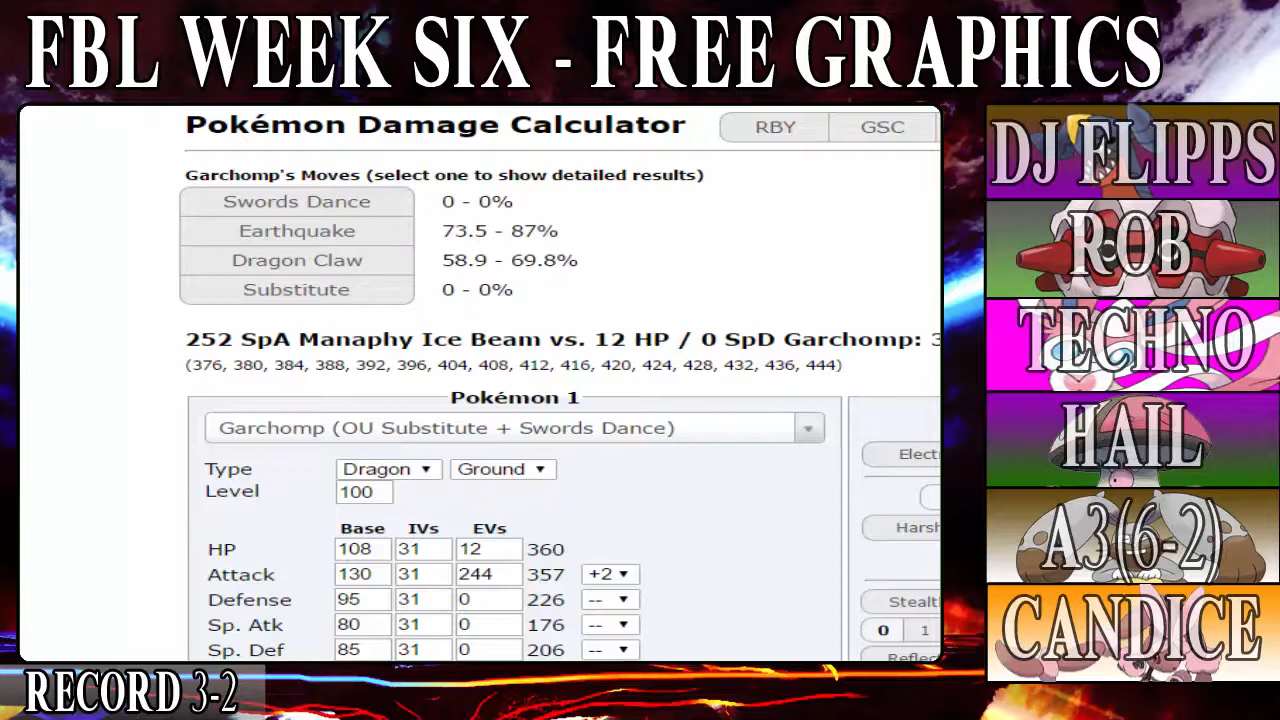 FBL WEEK SIX - FREE GRAPHICS
Pokémon Damage Calculator RBY GSC
Garchomp's Moves (select one to show detailed results)
Swords Dance 0 - 0%
Earthquake 73.5 - 87%
Dragon Claw 58.9 - 69.8%
Substitute 0 - 0%
252 SpA Manaphy Ice Beam vs. 12 HP / 0 SpD Garchomp:
(376, 380, 384, 388, 392, 396, 404, 408, 412, 416, 420, 424, 428, 432, 436, 444)
Pokémon 1
Garchomp (OU Substitute + Swords Dance)
Type Dragon Ground
Level 100
Base IVs EVs
HP 108 31 12 360
Attack 130 31 244 357 +2
Defense 95 31 0 226 --
Sp. Atk 80 31 0 176 --
Sp. Def 85 31 0 206 --
Electr
Harsh
Stealt
0 1
Reflec
DJ FLIPPS
ROB
TECHNO
HAIL
A3(6-2)
CANDICE
RECORD 3-2